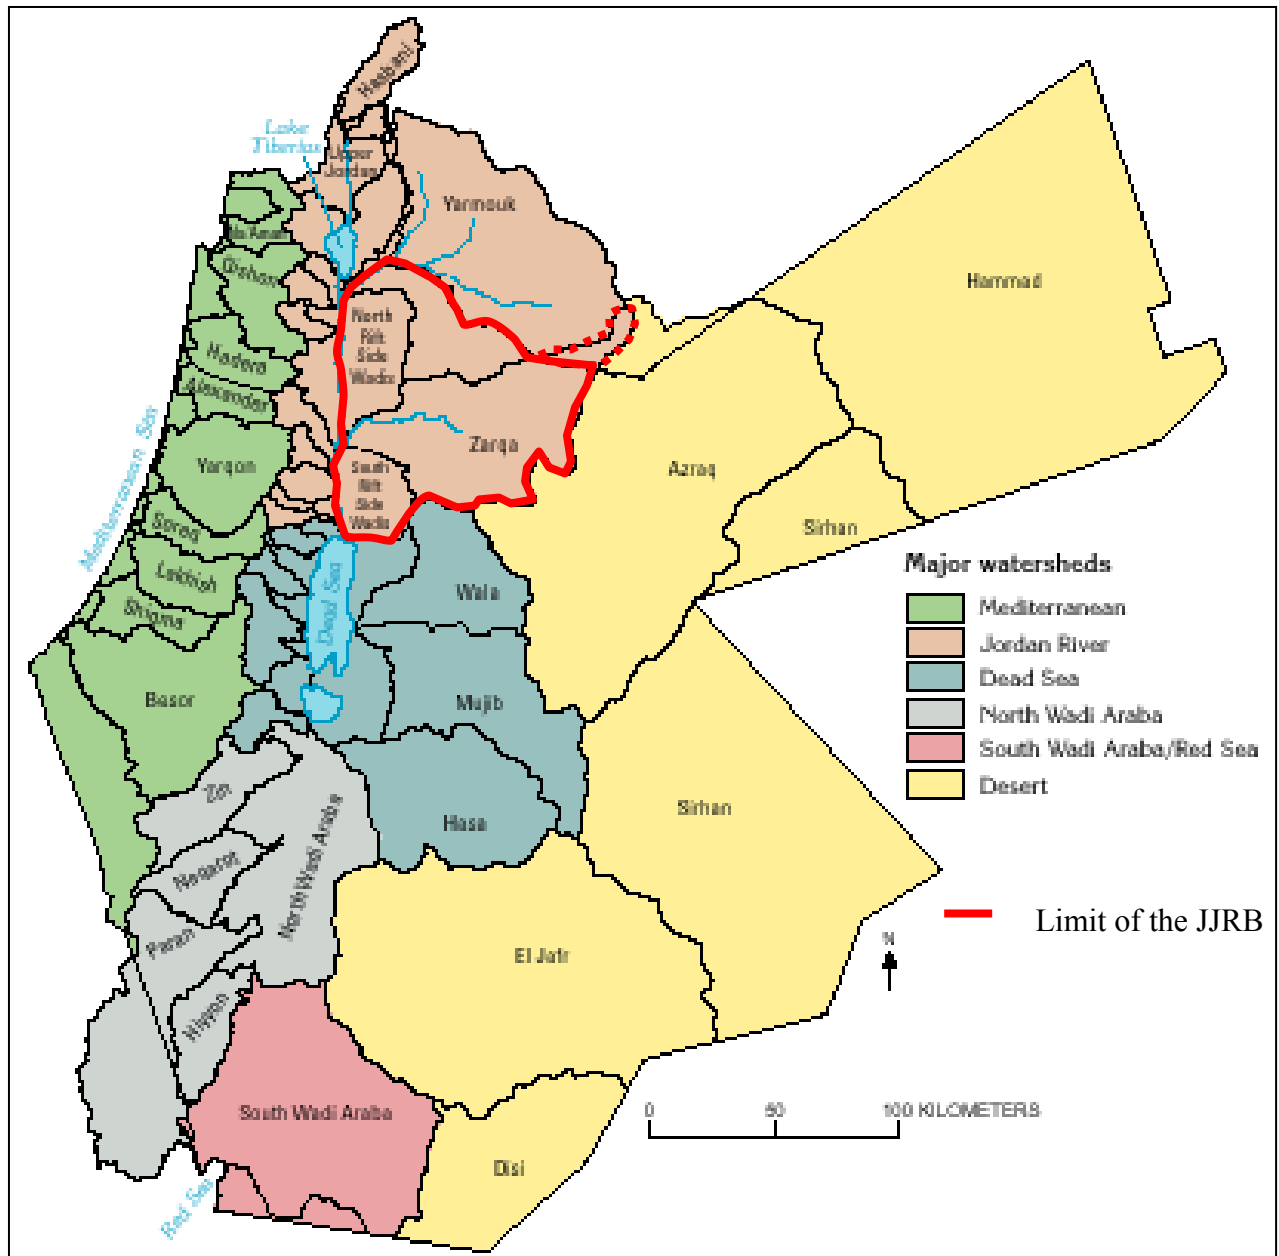 Hasbani
Lake
Tiberias
Upper
Jordan
Yarmouk
Na'Aman
Qishon
Hammad
North
Rift
Side
Wadis
Hadera
Alexander
Mediterranean Sea
Zarqa
Yarqon
South
Rift
Side
Wadis
Azraq
Soreq
Sirhan
Lakhish
Dead Sea
Wala
Shiqma
Major watersheds
Mediterranean
Jordan River
Dead Sea
North Wadi Araba
South Wadi Araba/Red Sea
Desert
Besor
Mujib
Zin
Sirhan
Hasa
North Wadi Araba
Neqarot
Limit of the JJRB
Paran
N
El Jafr
Hiyyon
South Wadi Araba
0 50 100 KILOMETERS
Disi
Red Sea